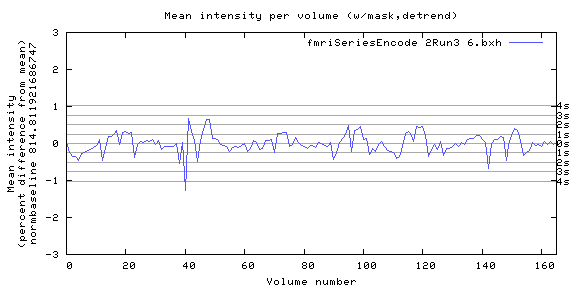 Mean intensity per volume (w/mask,detrend)
fmriSeriesEncode 2Run3 6.bxh
Mean intensity
(percent difference from mean)
normbaseline 814.811921686747
3
2
1
0
-1
-2
-3
4s
3s
2s
1s
0s
1s
2s
3s
4s
0 20 40 60 80 100 120 140 160
Volume number